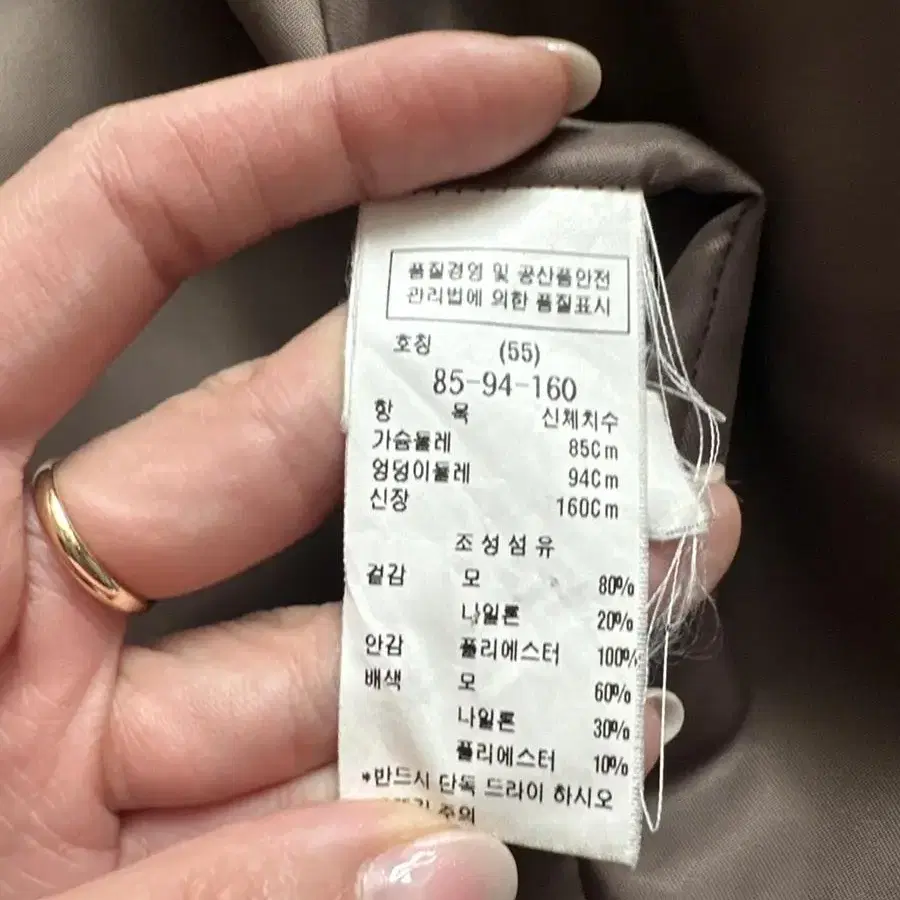 품질경영 및 공산품안전
관리법에 의한 품질표시
호칭 (55)
85-94-160
항 목 신체치수
가슴둘레 85Cm
엉덩이둘레 94Cm
신장 160Cm
조성섬유
겉감 모 80%
나일론 20%
안감 폴리에스터 100%
배색 모 60%
나일론 30%
폴리에스터 10%
*반드시 단독 드라이 하시오
주의